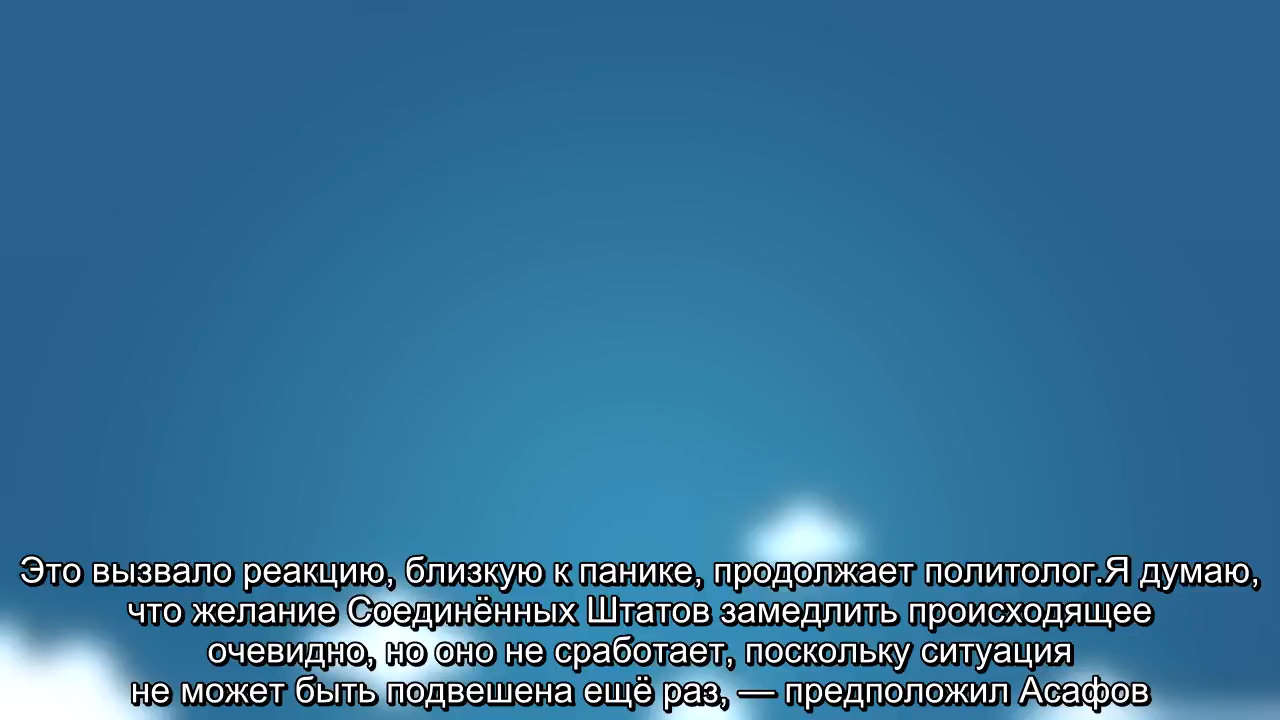 Это вызвало реакцию, близкую к панике, продолжает политолог.Я думаю,
что желание Соединённых Штатов замедлить происходящее
очевидно, но оно не сработает, поскольку ситуация
не может быть подвешена ещё раз, — предположил Асафов